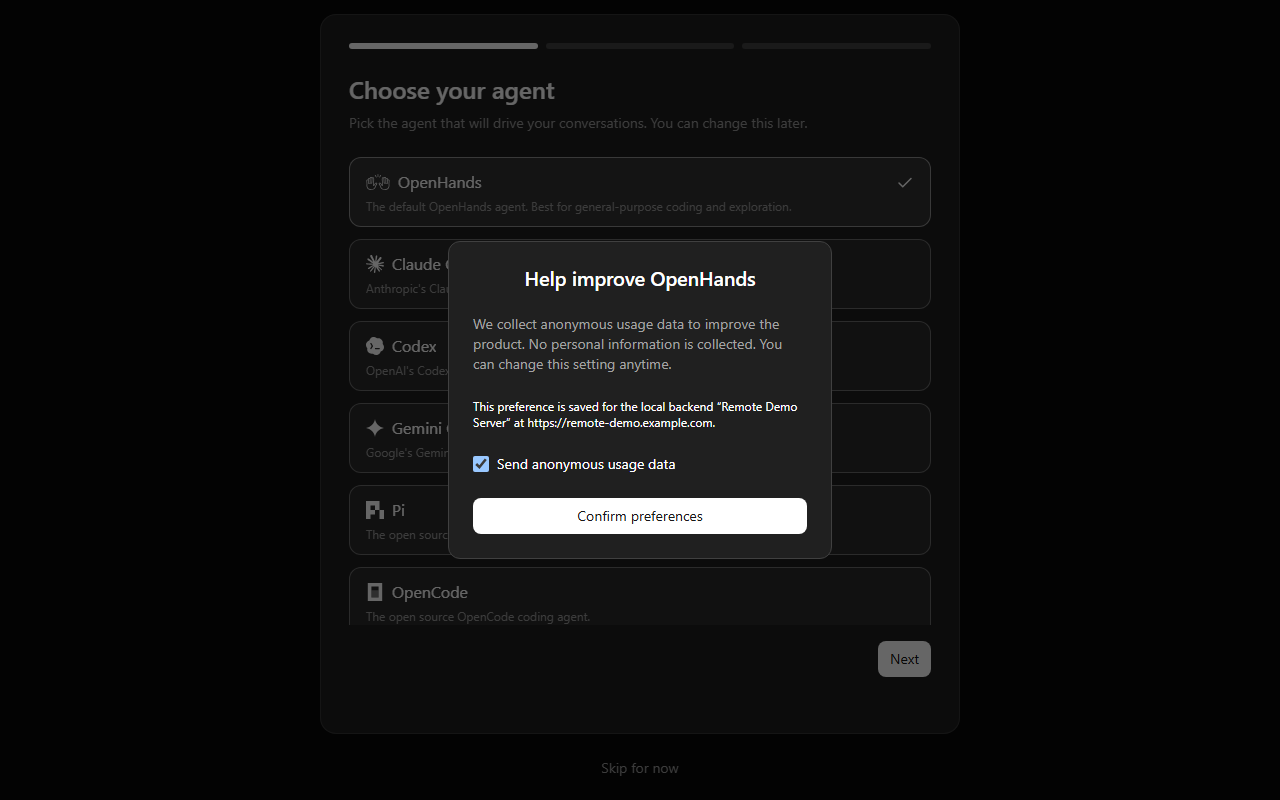 Choose your agent
Pick the agent that will drive your conversations. You can change this later.
OpenHands
The default OpenHands agent. Best for general-purpose coding and exploration.
Claude
Anthropic's
Codex
OpenAI's Codex
Gemini
Google's
Pi
The open
OpenCode
The open source OpenCode coding agent.
Help improve OpenHands
We collect anonymous usage data to improve the
product. No personal information is collected. You
can change this setting anytime.
This preference is saved for the local backend “Remote Demo
Server” at https://remote-demo.example.com.
Send anonymous usage data
Confirm preferences
Next
Skip for now